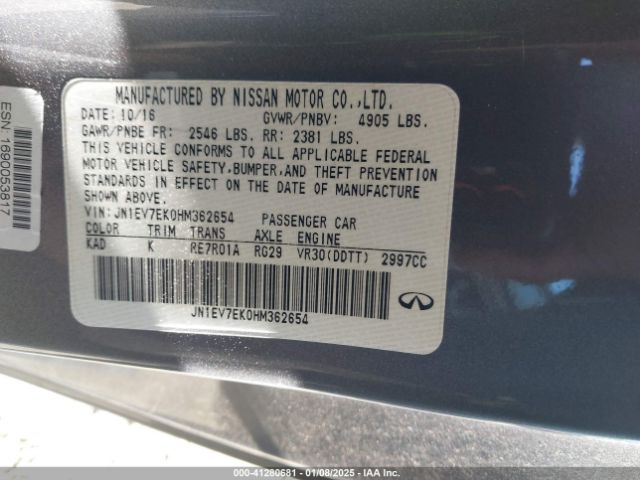 MANUFACTURED BY NISSAN MOTOR CO.,LTD.
DATE: 10/16 GVWR/PNBV: 4905 LBS.
GAWR/PNBE FR: 2546 LBS. RR: 2381 LBS.
THIS VEHICLE CONFORMS TO ALL APPLICABLE FEDERAL
MOTOR VEHICLE SAFETY,BUMPER,AND THEFT PREVENTION
STANDARDS IN EFFECT ON THE DATE OF MANUFACTURE
SHOWN ABOVE.
VIN: JN1EV7EK0HM362654 PASSENGER CAR
COLOR TRIM TRANS AXLE ENGINE
KAD K RE7R01A RG29 VR30(DDTT) 2997CC
JN1EV7EK0HM362654
ESN: 1690053817
000-41280681 - 01/08/2025 - IAA Inc.